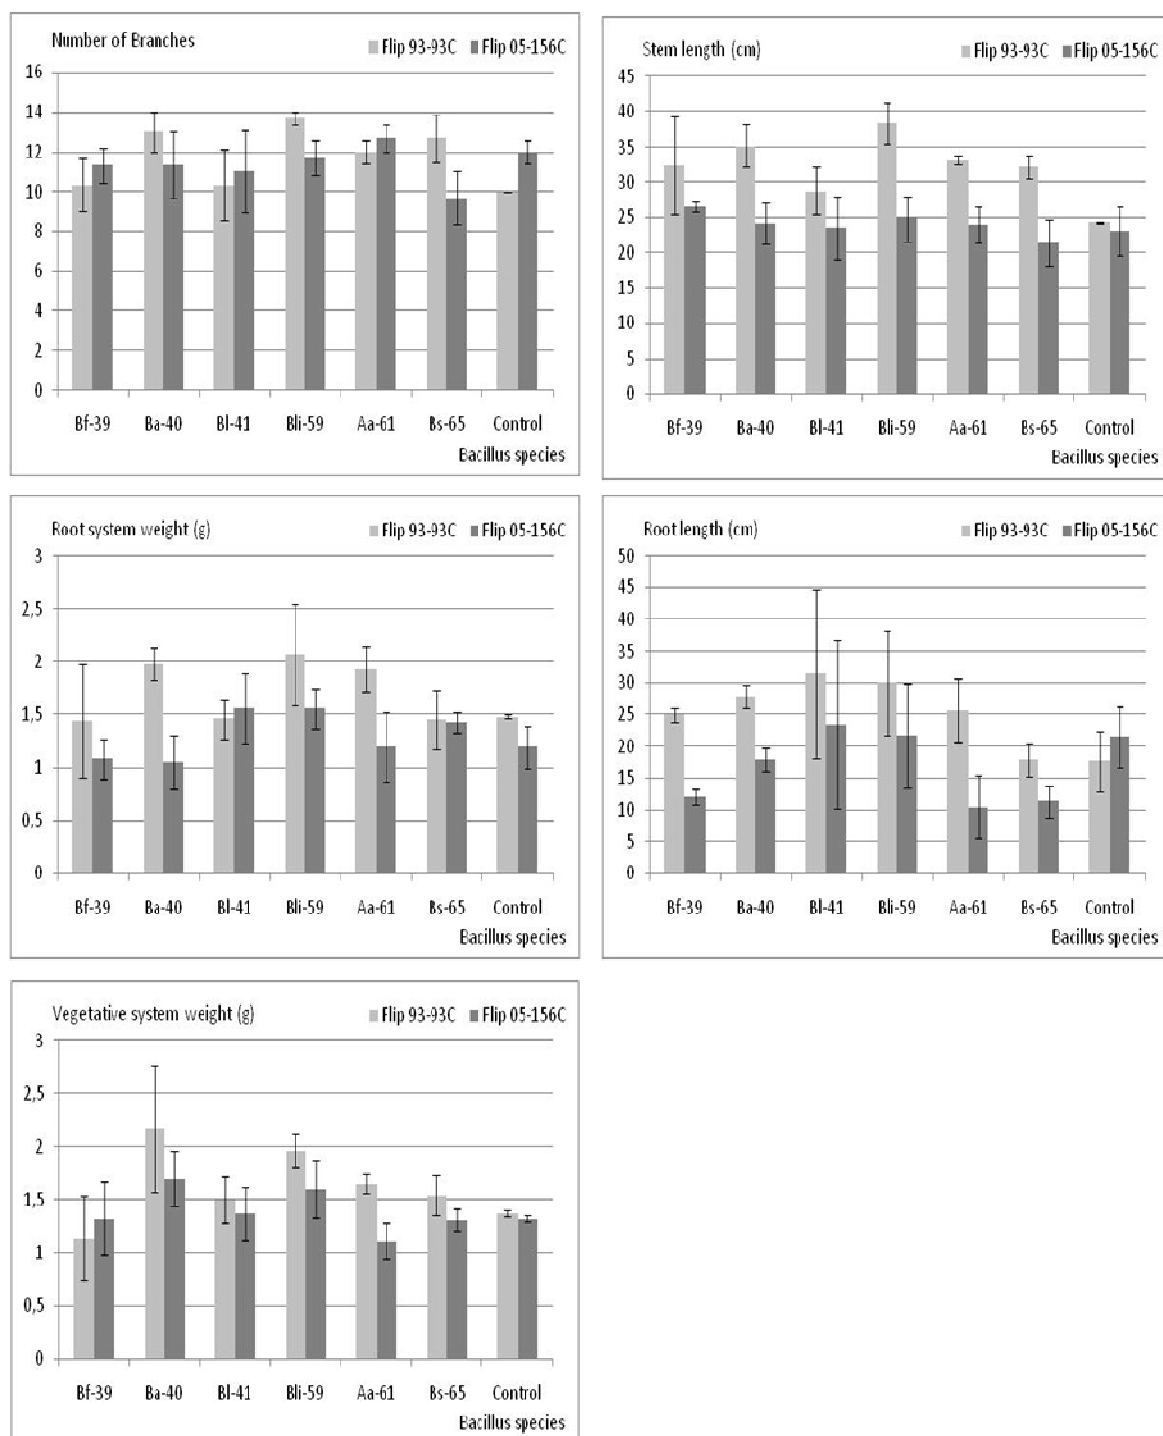 Number of Branches
Flip 93-93C Flip 05-156C
16
14
12
10
8
6
4
2
0
Bf-39 Ba-40 Bl-41 Bli-59 Aa-61 Bs-65 Control
Bacillus species
Stem length (cm)
Flip 93-93C Flip 05-156C
45
40
35
30
25
20
15
10
5
0
Bf-39 Ba-40 Bl-41 Bli-59 Aa-61 Bs-65 Control
Bacillus species
Root system weight (g)
Flip 93-93C Flip 05-156C
3
2,5
2
1,5
1
0,5
0
Bf-39 Ba-40 Bl-41 Bli-59 Aa-61 Bs-65 Control
Bacillus species
Root length (cm)
Flip 93-93C Flip 05-156C
50
45
40
35
30
25
20
15
10
5
0
Bf-39 Ba-40 Bl-41 Bli-59 Aa-61 Bs-65 Control
Bacillus species
Vegetative system weight (g)
Flip 93-93C Flip 05-156C
3
2,5
2
1,5
1
0,5
0
Bf-39 Ba-40 Bl-41 Bli-59 Aa-61 Bs-65 Control
Bacillus species